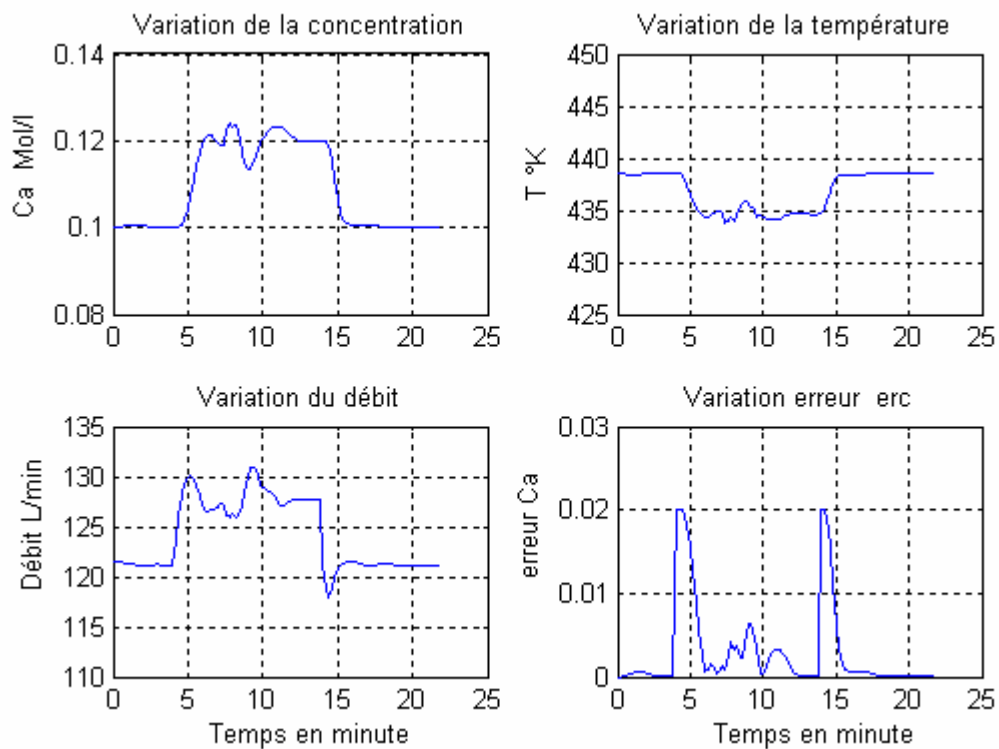 Variation de la concentration
0.14
0.12
0.1
0.08
Ca Mol/l
0 5 10 15 20 25
Variation de la température
450
445
440
435
430
425
T °K
0 5 10 15 20 25
Variation du débit
135
130
125
120
115
110
Débit L/min
0 5 10 15 20 25
Temps en minute
Variation erreur erc
0.03
0.02
0.01
0
erreur Ca
0 5 10 15 20 25
Temps en minute